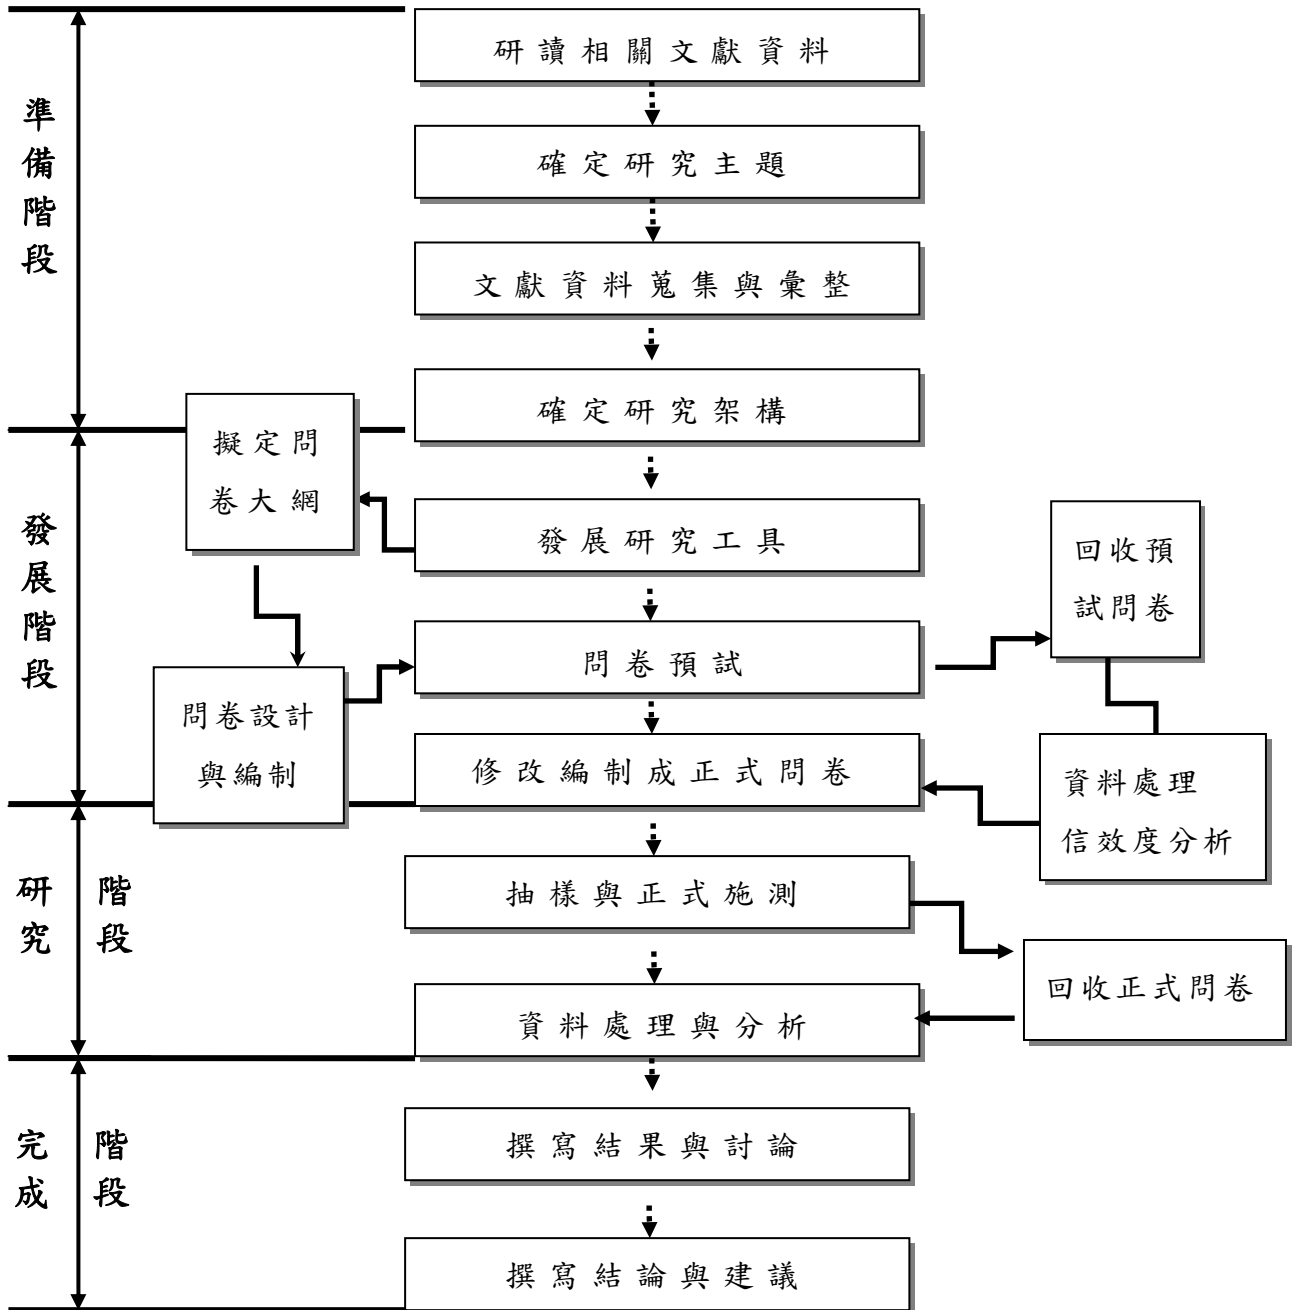 準備階段
研讀相關文獻資料
確定研究主題
文獻資料蒐集與彙整
確定研究架構
發展階段
擬定問
卷大網
發展研究工具
回收預
試問卷
問卷預試
問卷設計
與編制
修改編制成正式問卷
資料處理
信效度分析
研究階段
抽樣與正式施測
回收正式問卷
資料處理與分析
完成階段
撰寫結果與討論
撰寫結論與建議